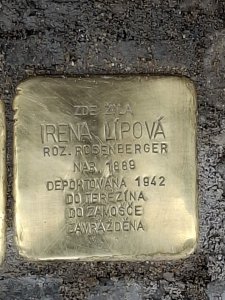 ZDE ŽILA
IRENA LÍPOVÁ
ROZ. ROSENBERGER
NAR. 1889
DEPORTOVÁNA 1942
DO TEREZÍNA
DO ZAMOŠČE
ZAVRAŽDĚNA